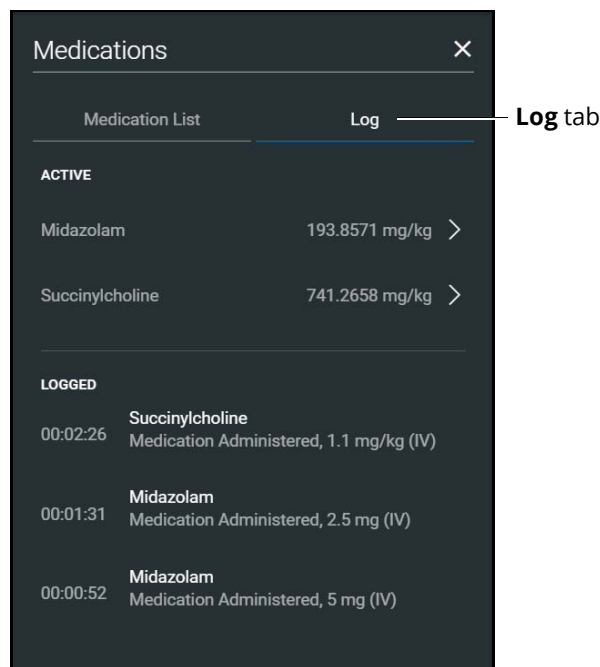 Medications
Medication List
Log
Log tab
ACTIVE
Midazolam 193.8571 mg/kg
Succinylcholine 741.2658 mg/kg
LOGGED
Succinylcholine
00:02:26 Medication Administered, 1.1 mg/kg (IV)
Midazolam
00:01:31 Medication Administered, 2.5 mg (IV)
Midazolam
00:00:52 Medication Administered, 5 mg (IV)